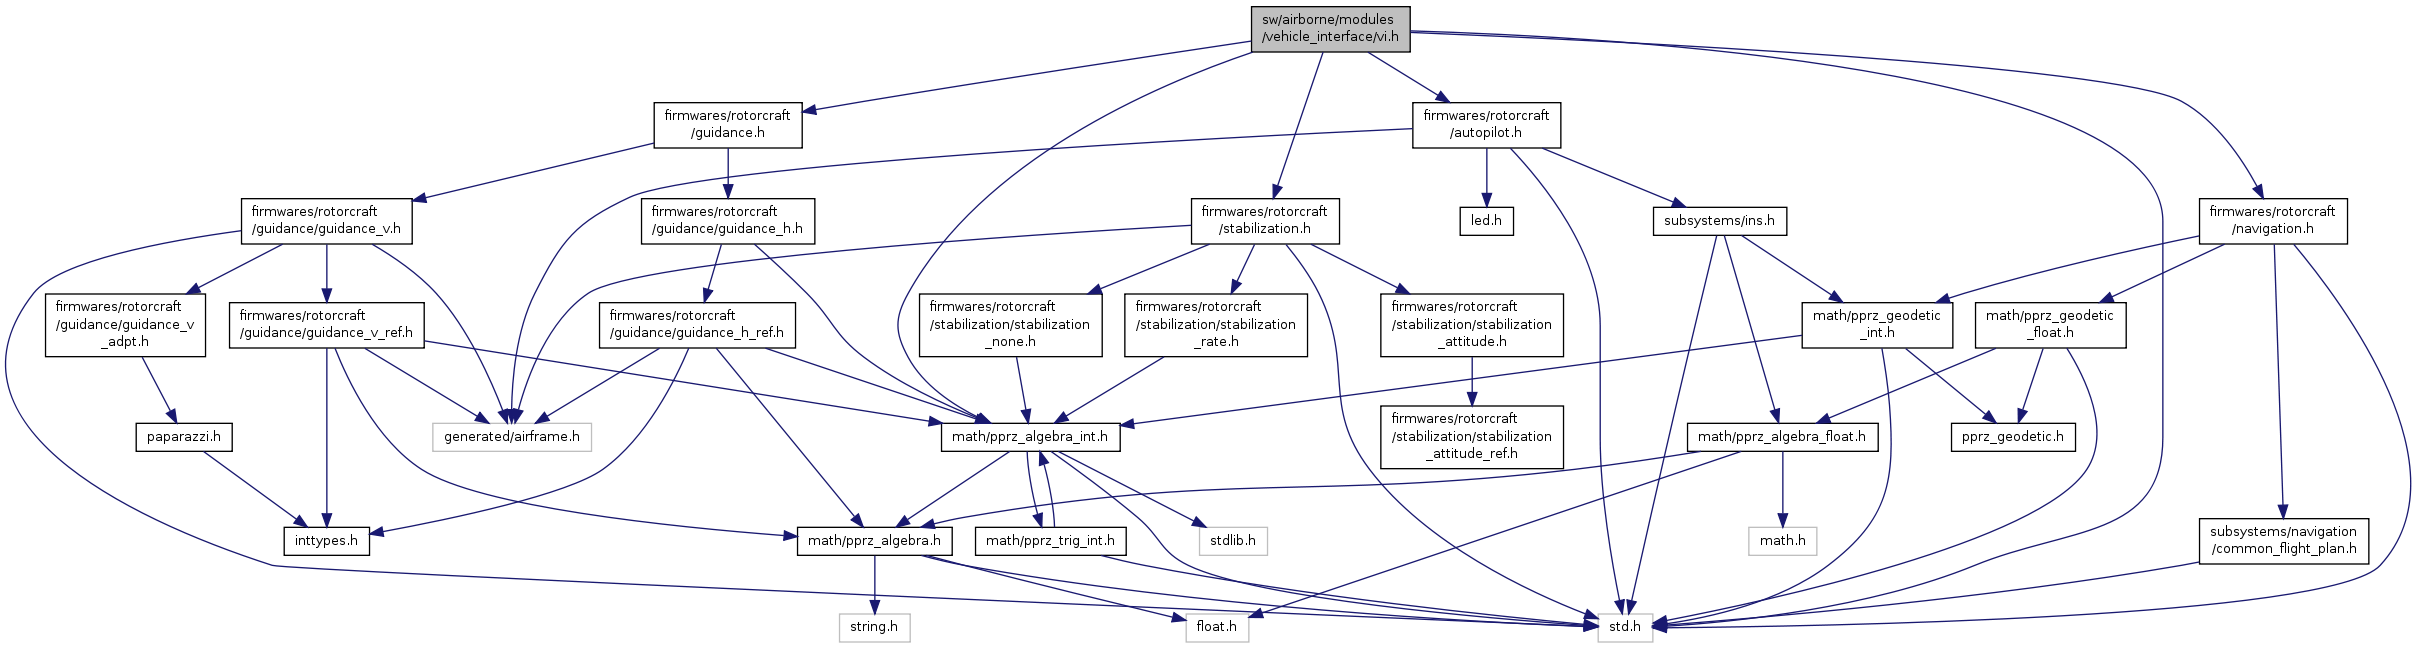 sw/airborne/modules
/vehicle_interface/vi.h
firmwares/rotorcraft
/guidance.h
firmwares/rotorcraft
/autopilot.h
firmwares/rotorcraft
/guidance/guidance_v.h
firmwares/rotorcraft
/guidance/guidance_h.h
firmwares/rotorcraft
/stabilization.h
led.h
subsystems/ins.h
firmwares/rotorcraft
/navigation.h
firmwares/rotorcraft
/guidance/guidance_v
_adpt.h
firmwares/rotorcraft
/guidance/guidance_v_ref.h
firmwares/rotorcraft
/guidance/guidance_h_ref.h
firmwares/rotorcraft
/stabilization/stabilization
_none.h
firmwares/rotorcraft
/stabilization/stabilization
_rate.h
firmwares/rotorcraft
/stabilization/stabilization
_attitude.h
math/pprz_geodetic
_int.h
math/pprz_geodetic
_float.h
paparazzi.h
generated/airframe.h
math/pprz_algebra_int.h
firmwares/rotorcraft
/stabilization/stabilization
_attitude_ref.h
math/pprz_algebra_float.h
pprz_geodetic.h
inttypes.h
math/pprz_algebra.h
math/pprz_trig_int.h
stdlib.h
math.h
subsystems/navigation
/common_flight_plan.h
string.h
float.h
std.h